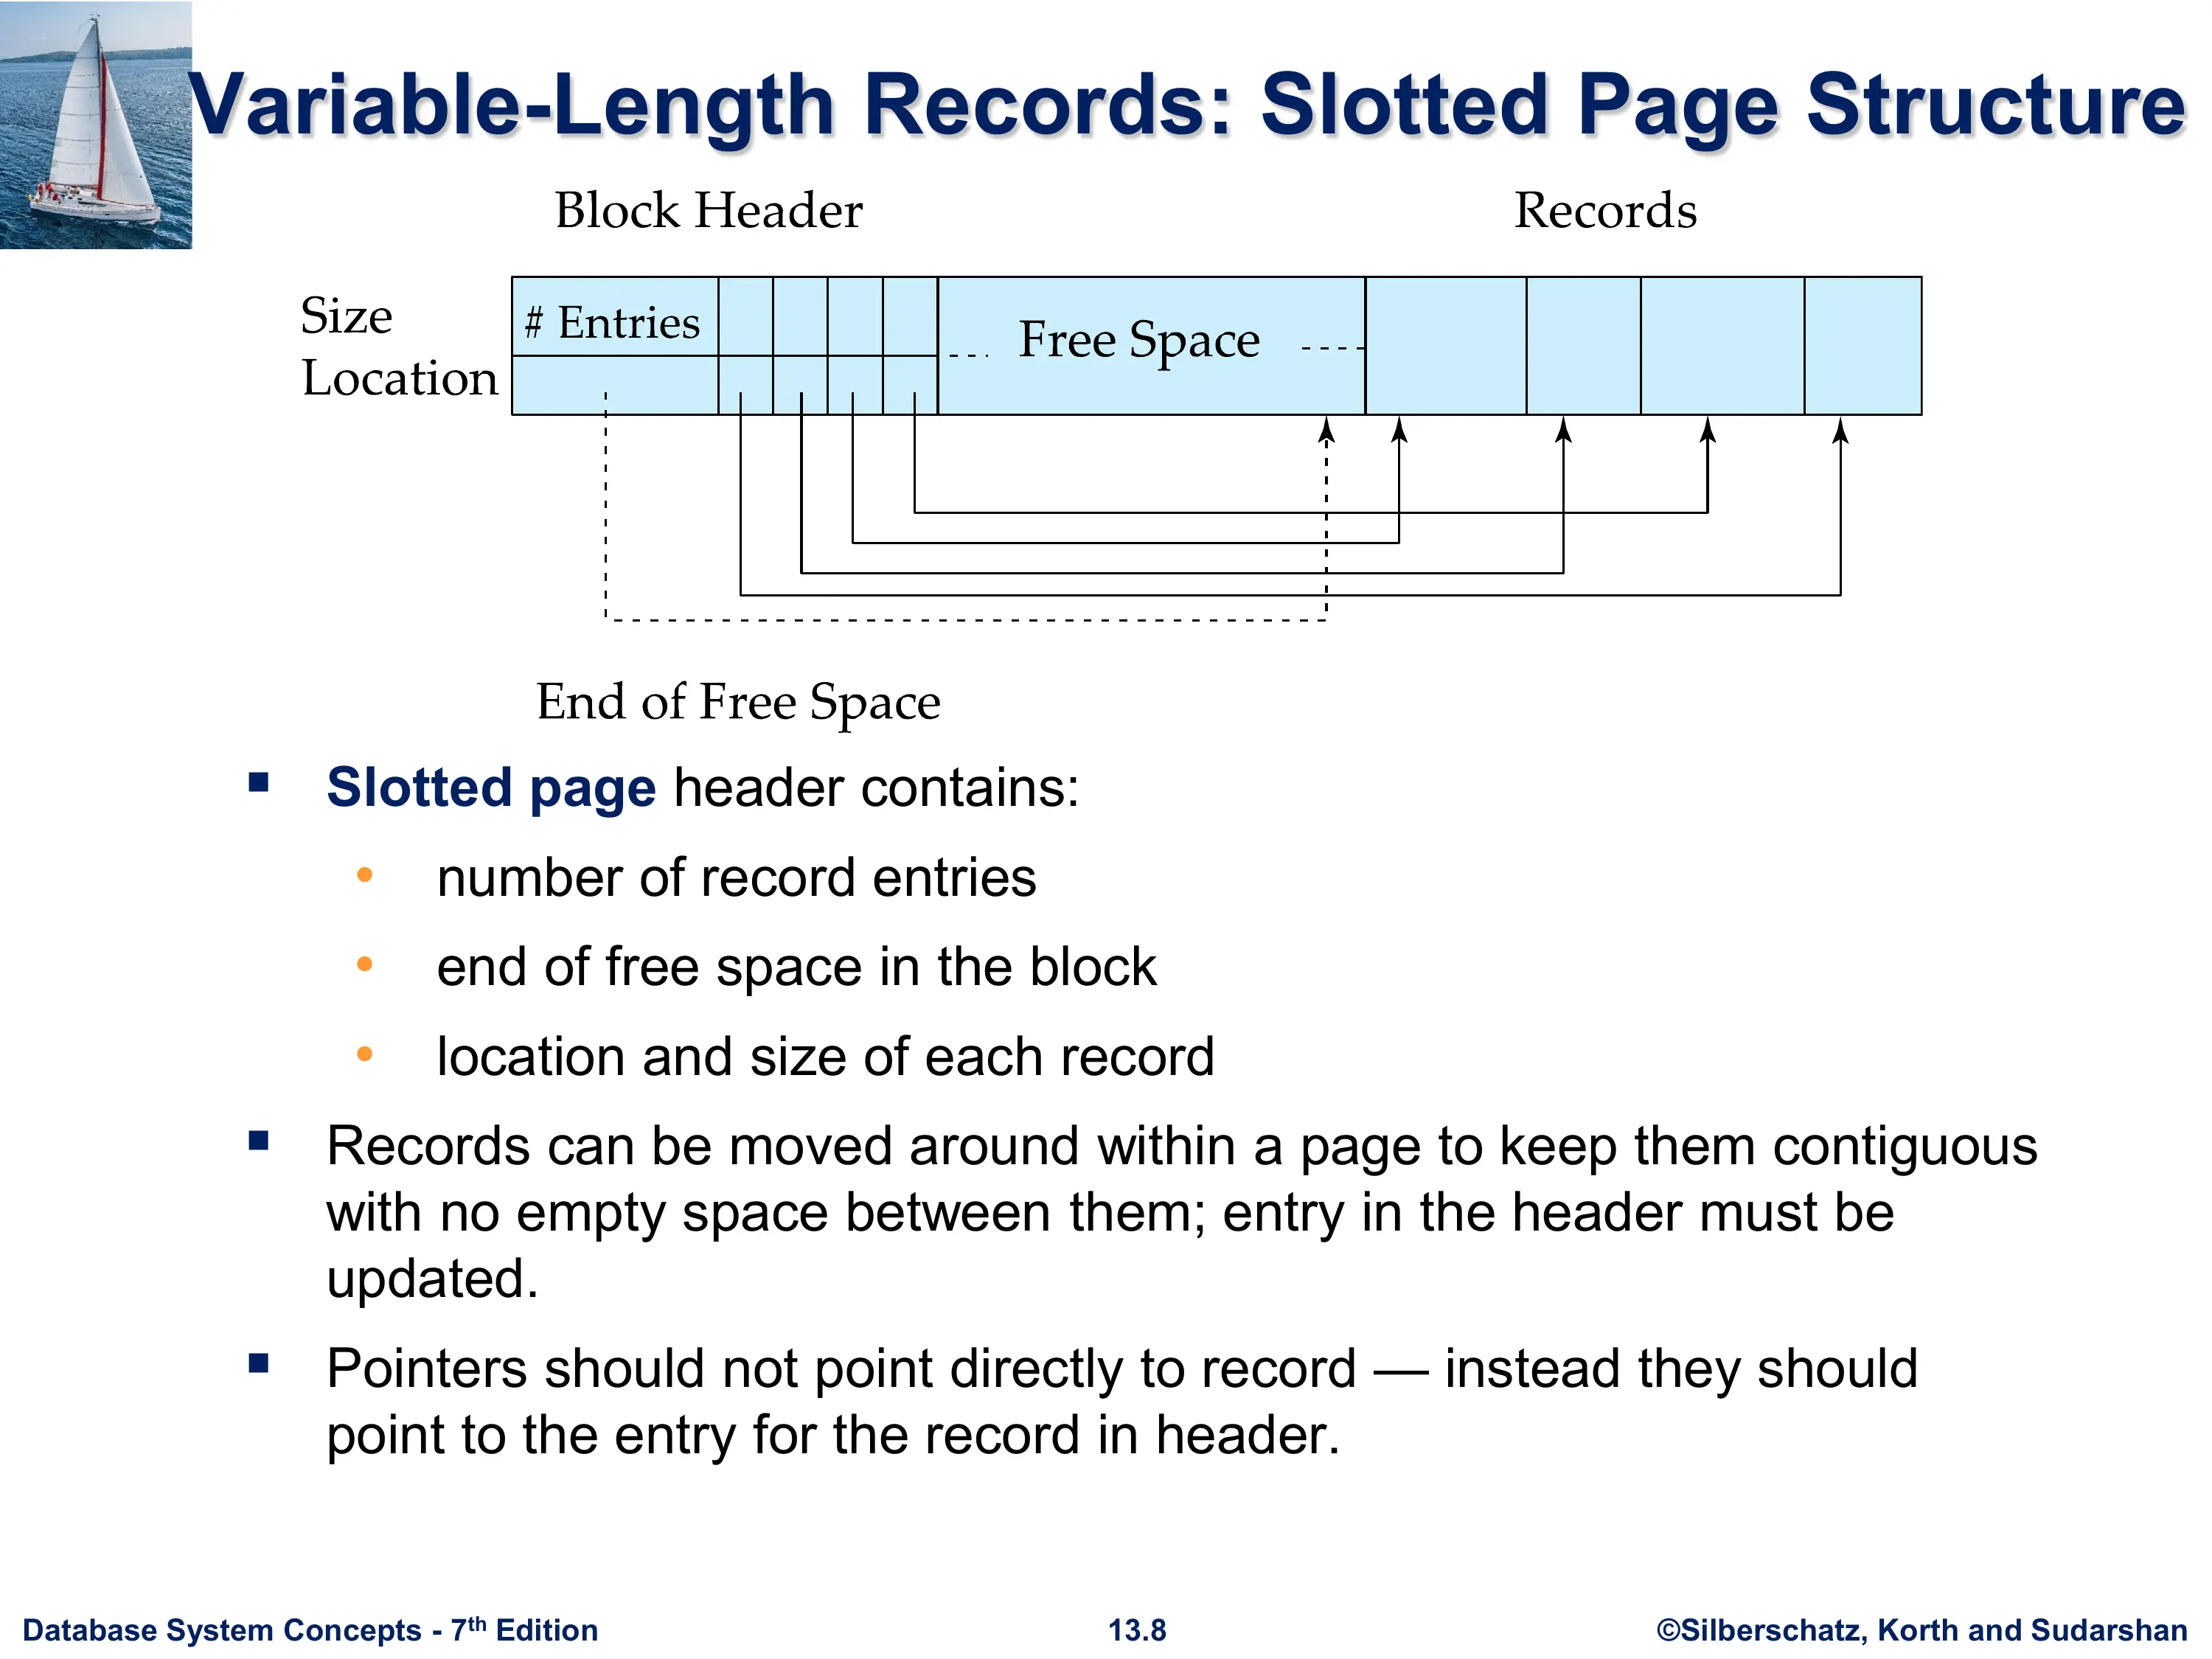 Variable-Length Records: Slotted Page Structure
Block Header
Records
Size
# Entries
Free Space
Location
End of Free Space
Slotted page header contains:
number of record entries
end of free space in the block
location and size of each record
Records can be moved around within a page to keep them contiguous
with no empty space between them; entry in the header must be
updated.
Pointers should not point directly to record — instead they should
point to the entry for the record in header.
Database System Concepts - 7th Edition
13.8
©Silberschatz, Korth and Sudarshan